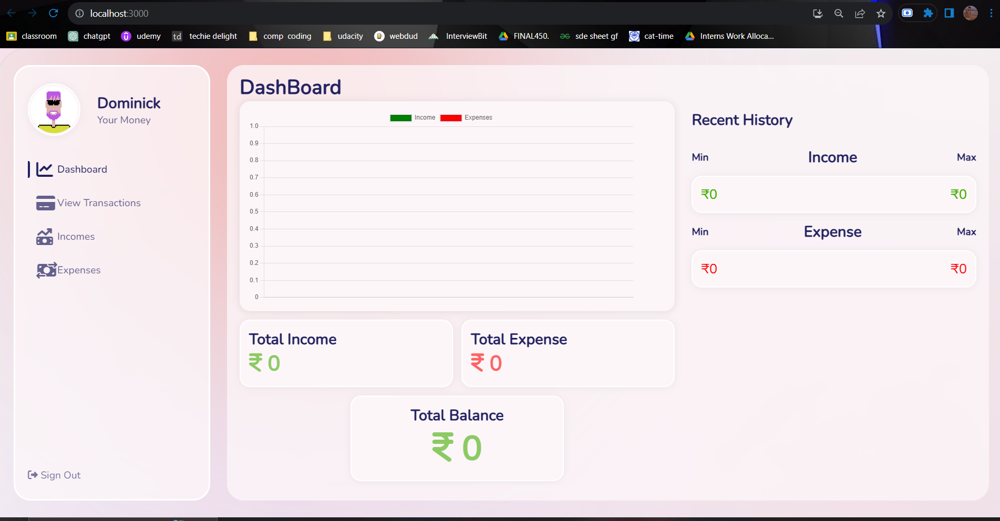 localhost:3000
classroom chatgpt udemy td techie delight comp coding udacity webdud InterviewBit FINAL450. sde sheet gf cat-time Interns Work Alloca...
Dominick
Your Money
Dashboard
View Transactions
Incomes
Expenses
Sign Out
DashBoard
Income Expenses
1.0
0.9
0.8
0.7
0.6
0.5
0.4
0.3
0.2
0.1
0
Total Income
₹ 0
Total Expense
₹ 0
Total Balance
₹ 0
Recent History
Min Income Max
₹0 ₹0
Min Expense Max
₹0 ₹0